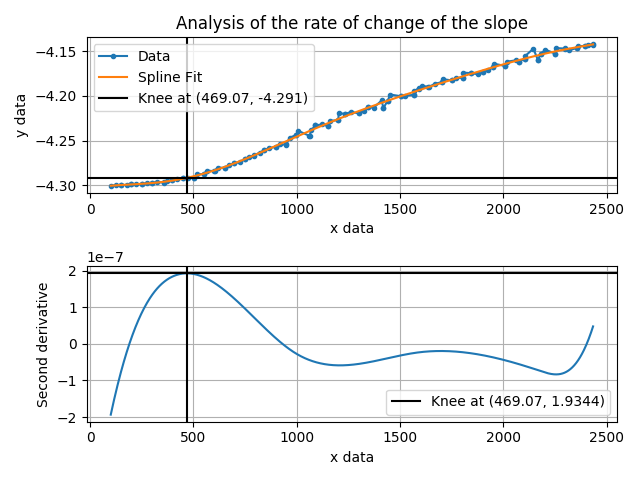 Analysis of the rate of change of the slope
Data
Spline Fit
Knee at (469.07, -4.291)
−4.15
−4.20
−4.25
−4.30
y data
0 500 1000 1500 2000 2500
x data
1e−7
2
1
0
−1
−2
Second derivative
Knee at (469.07, 1.9344)
0 500 1000 1500 2000 2500
x data